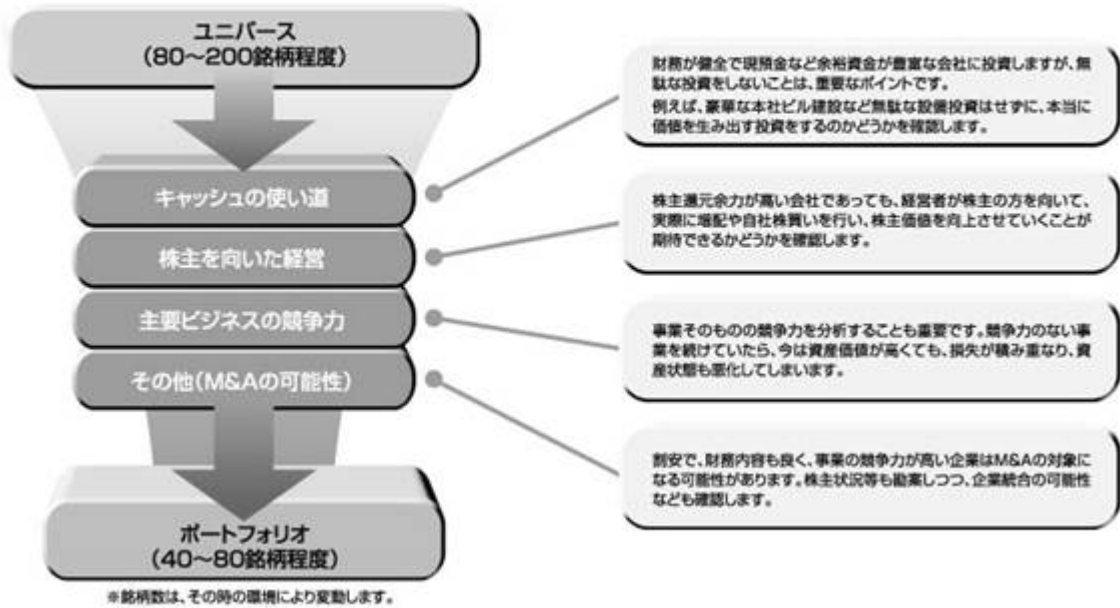 ユニバース
(80～200銘柄程度)
キャッシュの使い道
株主を向いた経営
主要ビジネスの競争力
その他(M&Aの可能性)
ポートフォリオ
(40～80銘柄程度)
※銘柄数は、その時の環境により変動します。
財務が健全で現預金など余裕資金が豊富な会社に投資しますが、無
駄な投資をしないことは、重要なポイントです。
例えば、豪華な本社ビル建設など無駄な設備投資はせずに、本当に
価値を生み出す投資をするのかどうかを確認します。
株主還元余力が高い会社であっても、経営者が株主の方を向いて、
実際に増配や自社株買いを行い、株主価値を向上させていくことが
期待できるかどうかを確認します。
事業そのものの競争力を分析することも重要です。競争力のない事
業を続けていたら、今は資産価値が高くても、損失が積み重なり、資
産状態も悪化してしまいます。
割安で、財務内容も良く、事業の競争力が高い企業はM&Aの対象に
なる可能性があります。株主状況等も勘案しつつ、企業統合の可能性
なども確認します。